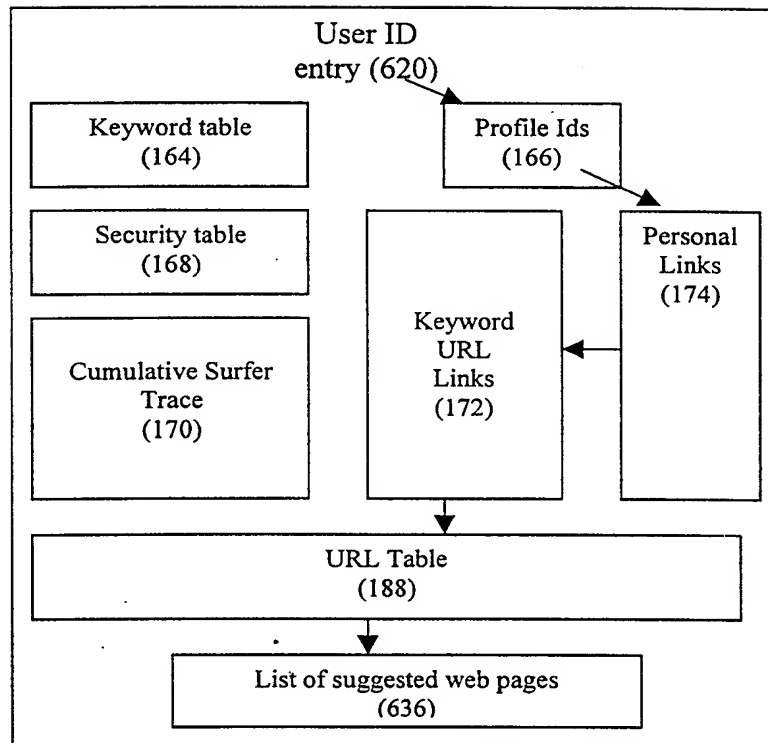 User ID
entry (620)
Keyword table
(164)
Profile Ids
(166)
Security table
(168)
Personal
Links
(174)
Keyword
URL
Links
(172)
Cumulative Surfer
Trace
(170)
URL Table
(188)
List of suggested web pages
(636)